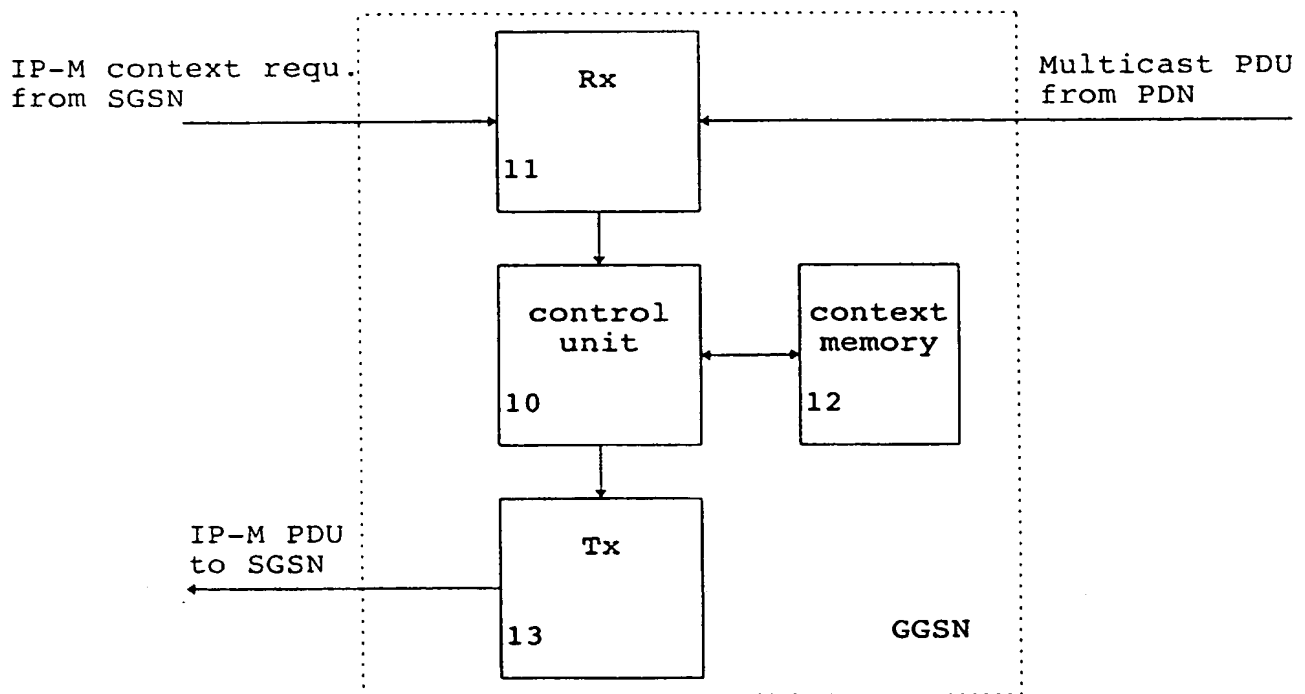 IP-M context requ.
from SGSN
Rx
11
Multicast PDU
from PDN
control
unit
10
context
memory
12
IP-M PDU
to SGSN
Tx
13
GGSN